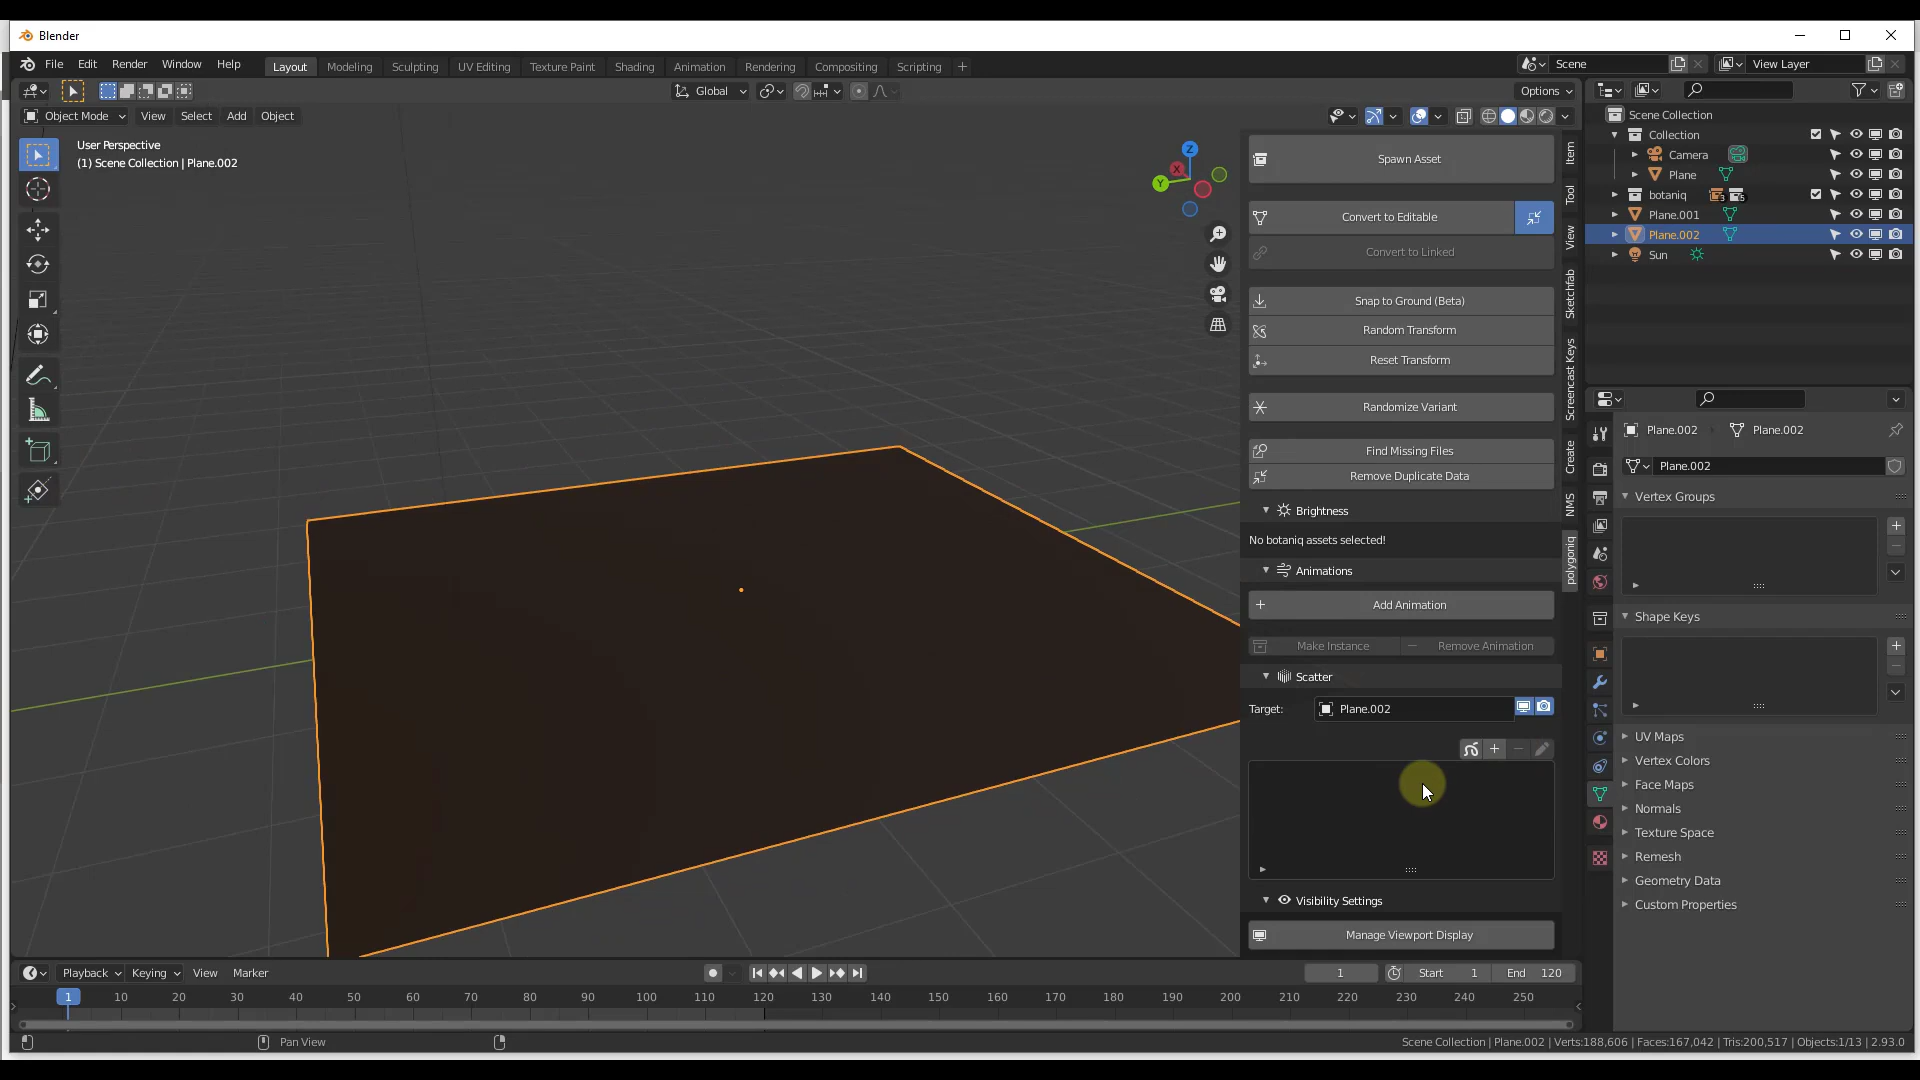 Blender
File Edit Render Window Help
Layout Modeling Sculpting UV Editing Texture Paint Shading Animation Rendering Compositing Scripting +
Scene
View Layer
Global
Options
Object Mode View Select Add Object
User Perspective
(1) Scene Collection | Plane.002
Z
Y
X
Spawn Asset
Convert to Editable
Convert to Linked
Snap to Ground (Beta)
Random Transform
Reset Transform
Randomize Variant
Find Missing Files
Remove Duplicate Data
Brightness
No botaniq assets selected!
Animations
Add Animation
Make Instance
Remove Animation
Scatter
Target:
Plane.002
Visibility Settings
Manage Viewport Display
Item
Tool
View
Sketchfab
Screencast Keys
Create
NMS
polygoniq
Scene Collection
Collection
Camera
Plane
botaniq
3
5
Plane.001
Plane.002
Sun
Plane.002
Plane.002
Plane.002
Vertex Groups
Shape Keys
UV Maps
Vertex Colors
Face Maps
Normals
Texture Space
Remesh
Geometry Data
Custom Properties
Playback Keying View Marker
1
Start 1
End 120
1 10 20 30 40 50 60 70 80 90 100 110 120 130 140 150 160 170 180 190 200 210 220 230 240 250
Pan View
Scene Collection | Plane.002 | Verts:188,606 | Faces:167,042 | Tris:200,517 | Objects:1/13 | 2.93.0